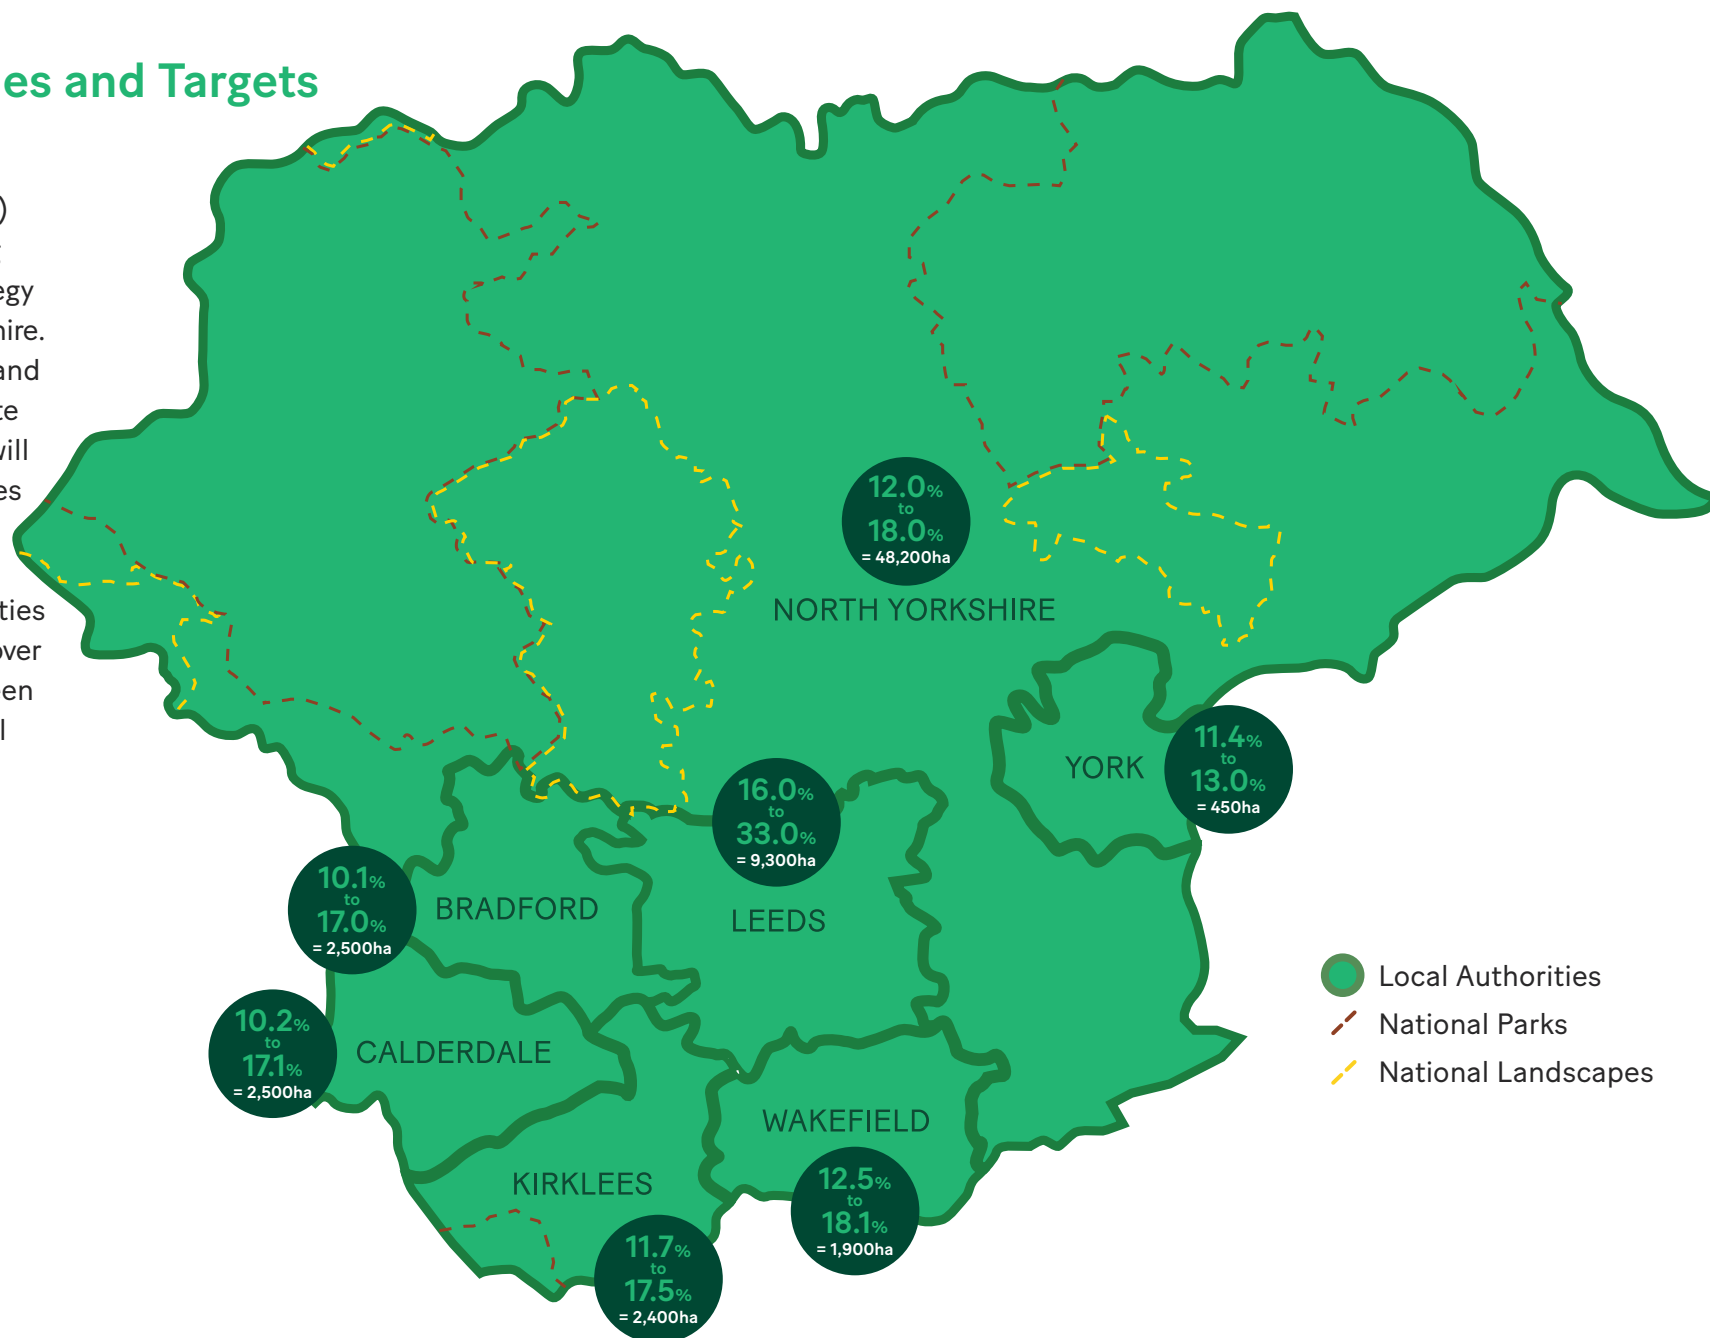 es and Targets
)
egy
hire.
and
te
will
es
ties
over
een
l
12.0%
to
18.0%
= 48,200ha
NORTH YORKSHIRE
11.4%
to
13.0%
= 450ha
YORK
16.0%
to
33.0%
= 9,300ha
LEEDS
10.1%
to
17.0%
= 2,500ha
BRADFORD
10.2%
to
17.1%
= 2,500ha
CALDERDALE
WAKEFIELD
12.5%
to
18.1%
= 1,900ha
KIRKLEES
11.7%
to
17.5%
= 2,400ha
Local Authorities
National Parks
National Landscapes